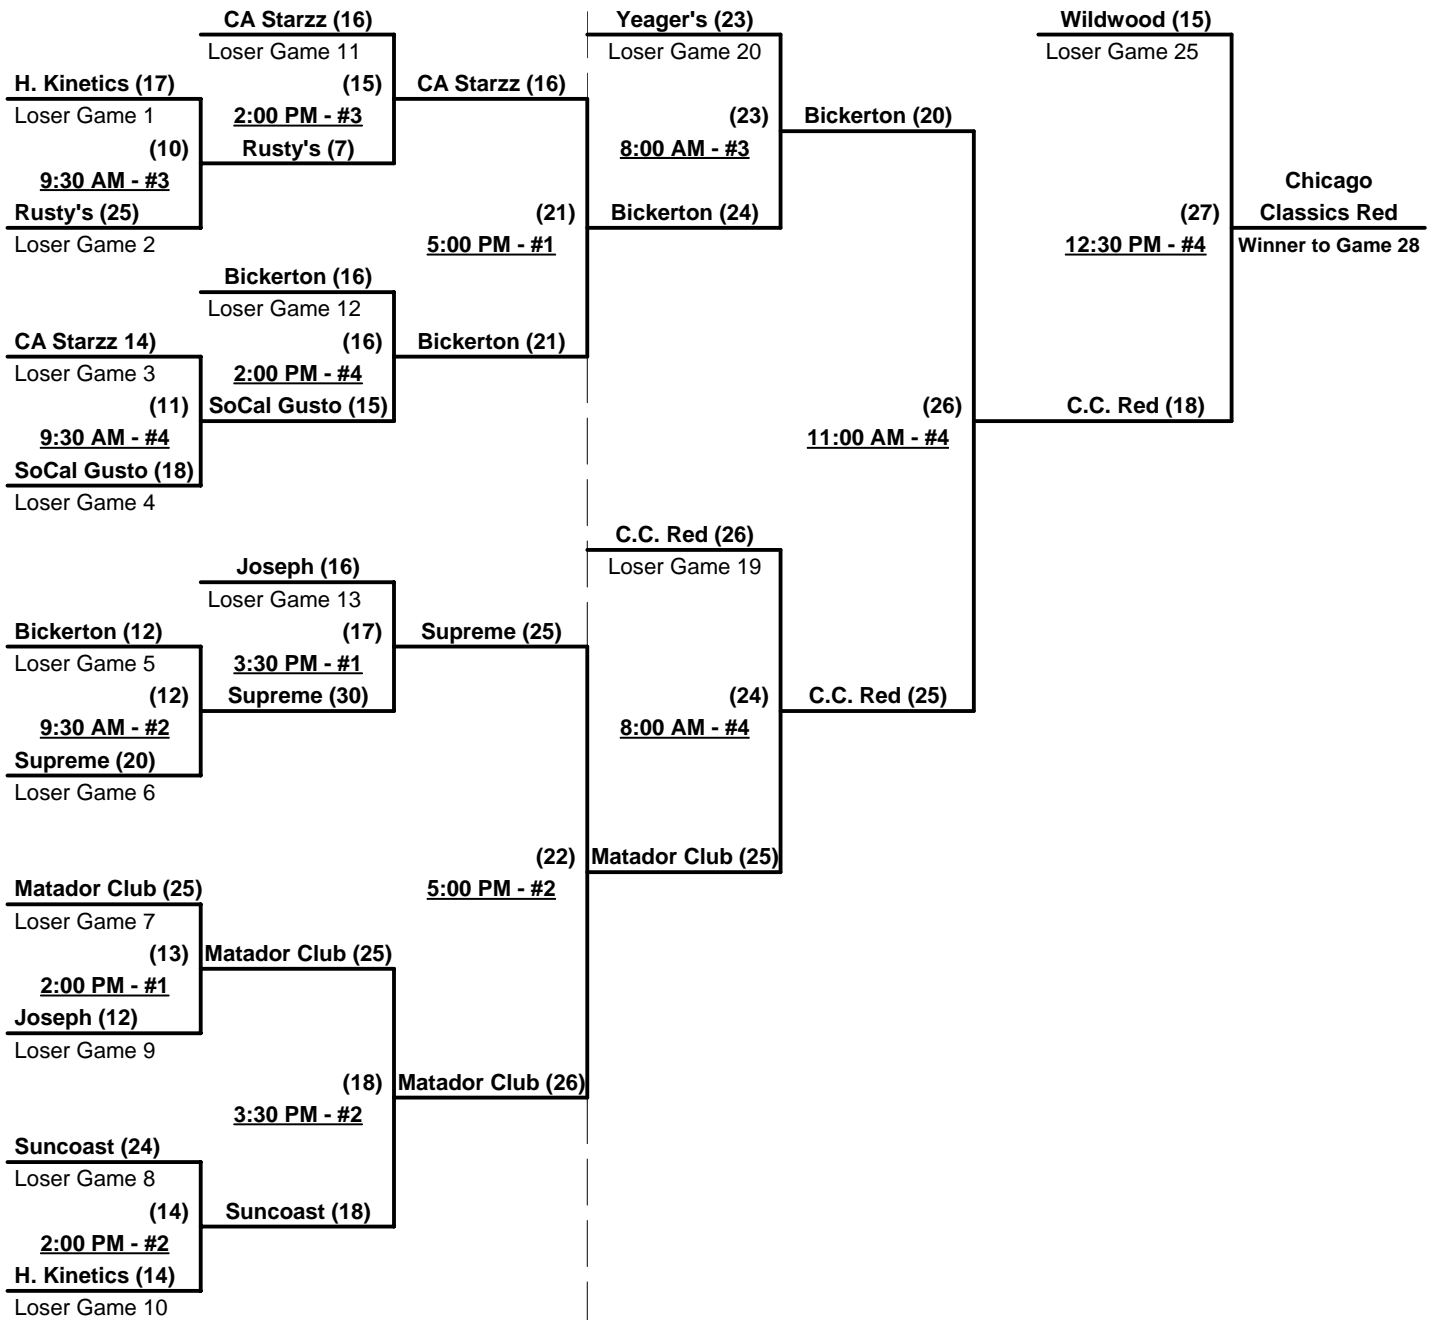 CA Starzz (16)
Yeager's (23)
Wildwood (15)
Loser Game 11
Loser Game 20
Loser Game 25
H. Kinetics (17)
(15)
CA Starzz (16)
Loser Game 1
2:00 PM - #3
(23)
Bickerton (20)
(10)
Rusty's (7)
8:00 AM - #3
9:30 AM - #3
Chicago
Rusty's (25)
(21)
Bickerton (24)
(27)
Classics Red
Loser Game 2
5:00 PM - #1
12:30 PM - #4
Winner to Game 28
Bickerton (16)
Loser Game 12
CA Starzz 14)
(16)
Bickerton (21)
Loser Game 3
2:00 PM - #4
(11)
SoCal Gusto (15)
(26)
C.C. Red (18)
9:30 AM - #4
11:00 AM - #4
SoCal Gusto (18)
Loser Game 4
C.C. Red (26)
Joseph (16)
Loser Game 19
Loser Game 13
Bickerton (12)
(17)
Supreme (25)
Loser Game 5
3:30 PM - #1
(12)
Supreme (30)
(24)
C.C. Red (25)
9:30 AM - #2
8:00 AM - #4
Supreme (20)
Loser Game 6
(22)
Matador Club (25)
Matador Club (25)
5:00 PM - #2
Loser Game 7
(13)
Matador Club (25)
2:00 PM - #1
Joseph (12)
Loser Game 9
(18)
Matador Club (26)
3:30 PM - #2
Suncoast (24)
Loser Game 8
(14)
Suncoast (18)
2:00 PM - #2
H. Kinetics (14)
Loser Game 10